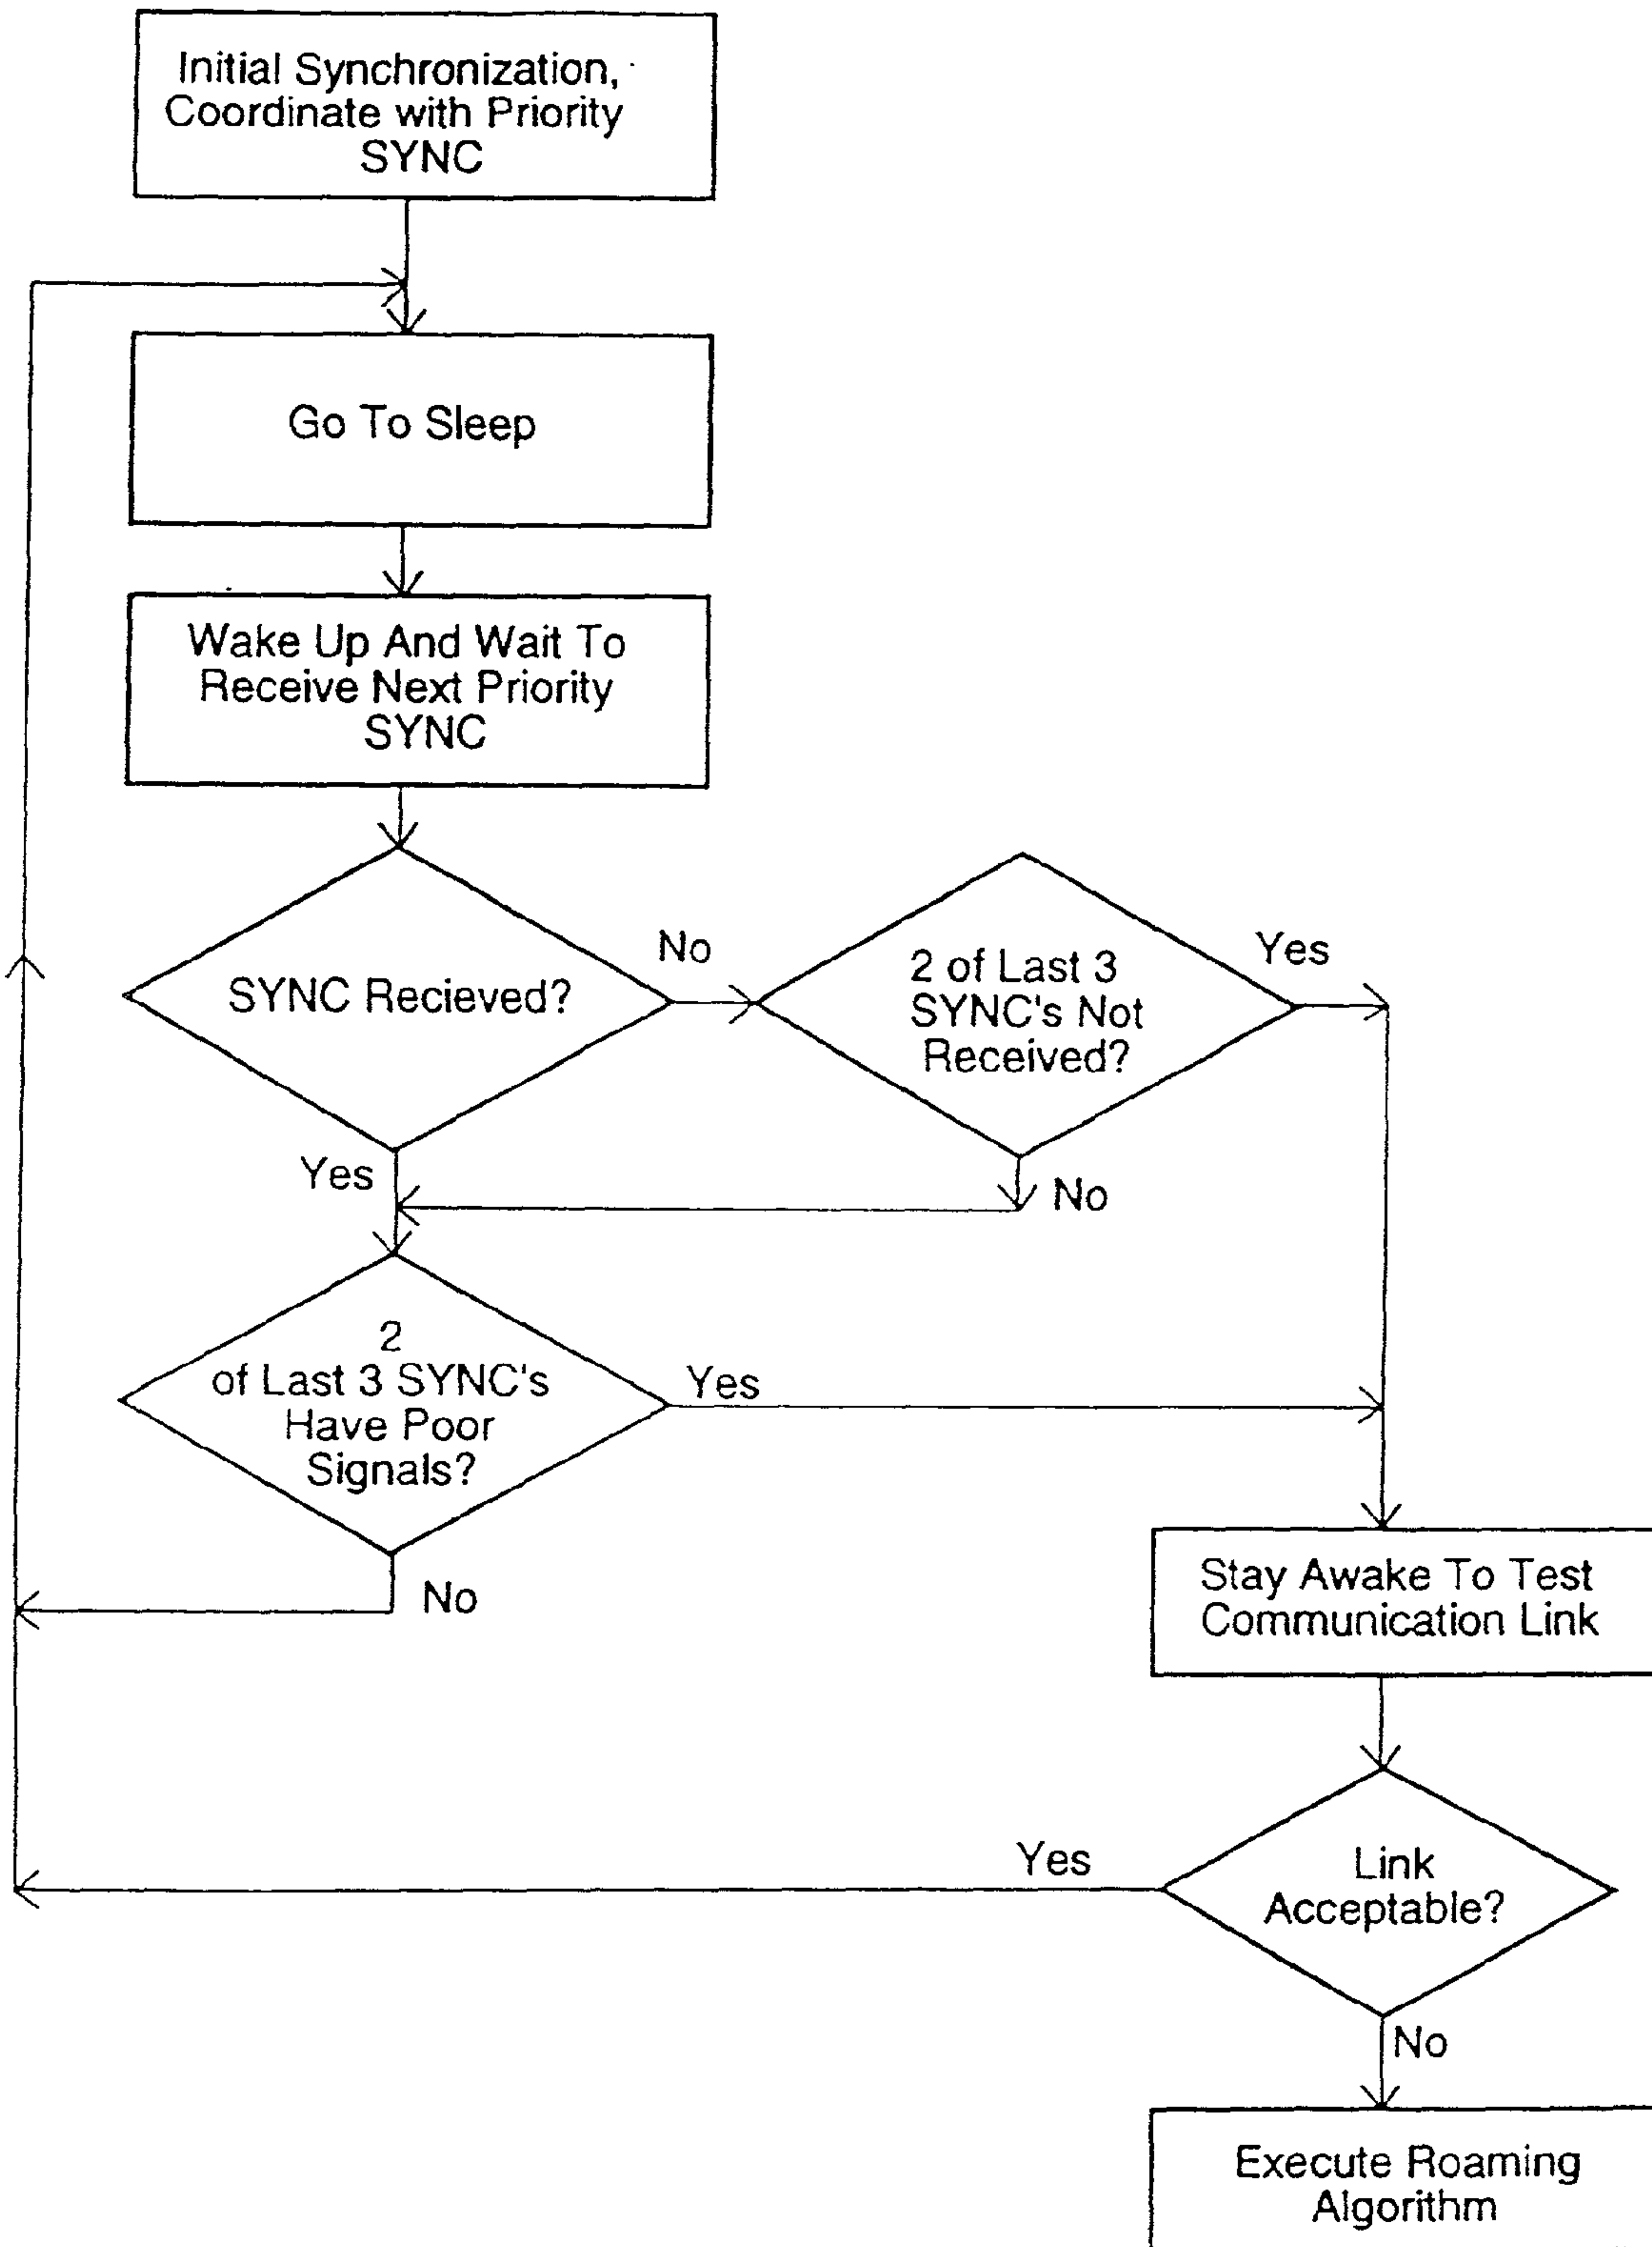 Initial Synchronization,
Coordinate with Priority
SYNC
Go To Sleep
Wake Up And Wait To
Receive Next Priority
SYNC
SYNC Recieved?
No
2 of Last 3
SYNC's Not
Received?
Yes
Yes
No
2
of Last 3 SYNC's
Have Poor
Signals?
Yes
No
Stay Awake To Test
Communication Link
Link
Acceptable?
Yes
No
Execute Roaming
Algorithm